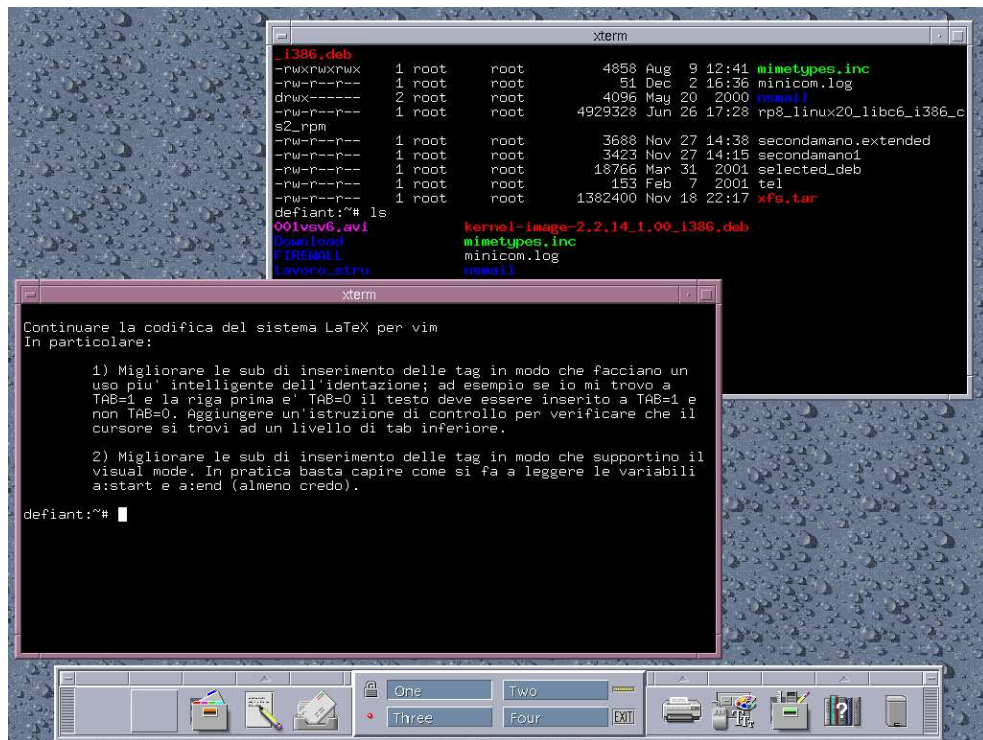 xterm
_i386.deb
-rwxrwxrwx 1 root root 4858 Aug 9 12:41 mimetypes.inc
-rw-r--r-- 1 root root 51 Dec 2 16:36 minicom.log
drwx------ 2 root root 4096 May 20 2000 nsmail
-rw-r--r-- 1 root root 4929328 Jun 26 17:28 rp8_linux20_libc6_i386_c
s2_rpm
-rw-r--r-- 1 root root 3688 Nov 27 14:38 secondamano.extended
-rw-r--r-- 1 root root 3423 Nov 27 14:15 secondamano1
-rw-r--r-- 1 root root 18766 Mar 31 2001 selected_deb
-rw-r--r-- 1 root root 153 Feb 7 2001 tel
-rw-r--r-- 1 root root 1382400 Nov 18 22:17 xfs.tar
defiant:~# ls
001vsv6.avi kernel-image-2.2.14_1.00_i386.deb
Download mimetypes.inc
FIREWALL minicom.log
Lavoro_stru nsmail
xterm
Continuare la codifica del sistema LaTeX per vim
In particolare:
1) Migliorare le sub di inserimento delle tag in modo che facciano un
uso piu' intelligente dell'identazione; ad esempio se io mi trovo a
TAB=1 e la riga prima e' TAB=0 il testo deve essere inserito a TAB=1 e
non TAB=0. Aggiungere un'istruzione di controllo per verificare che il
cursore si trovi ad un livello di tab inferiore.
2) Migliorare le sub di inserimento delle tag in modo che supportino il
visual mode. In pratica basta capire come si fa a leggere le variabili
a:start e a:end (almeno credo).
defiant:~#
One Two
Three Four EXIT